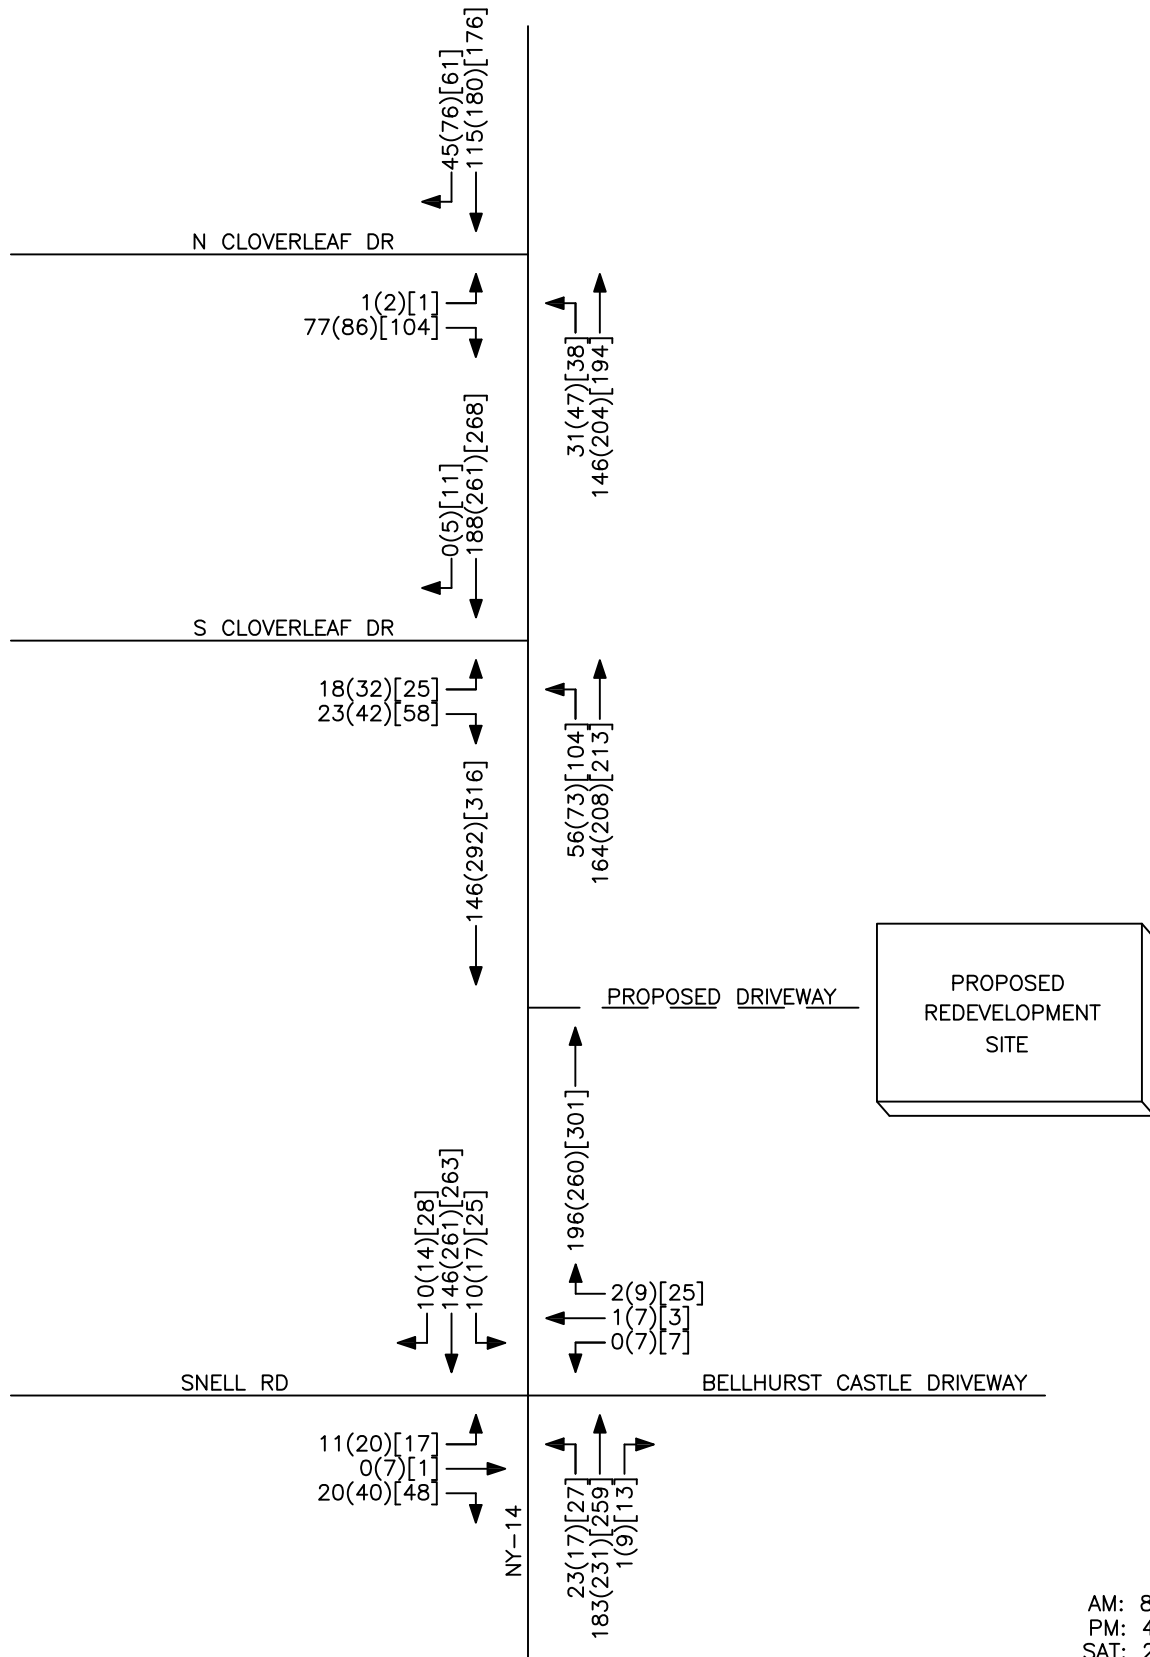 45(76)[61]
115(180)[176]
N CLOVERLEAF DR
1(2)[1]
77(86)[104]
31(47)[38]
146(204)[194]
0(5)[11]
188(261)[268]
S CLOVERLEAF DR
18(32)[25]
23(42)[58]
56(73)[104]
164(208)[213]
146(292)[316]
PROPOSED DRIVEWAY
PROPOSED
REDEVELOPMENT
SITE
196(260)[301]
10(14)[28]
146(261)[263]
10(17)[25]
2(9)[25]
1(7)[3]
0(7)[7]
SNELL RD
BELLHURST CASTLE DRIVEWAY
11(20)[17]
0(7)[1]
20(40)[48]
NY-14
23(17)[27]
183(231)[259]
1(9)[13]
AM: 8
PM: 4
SAT: 2